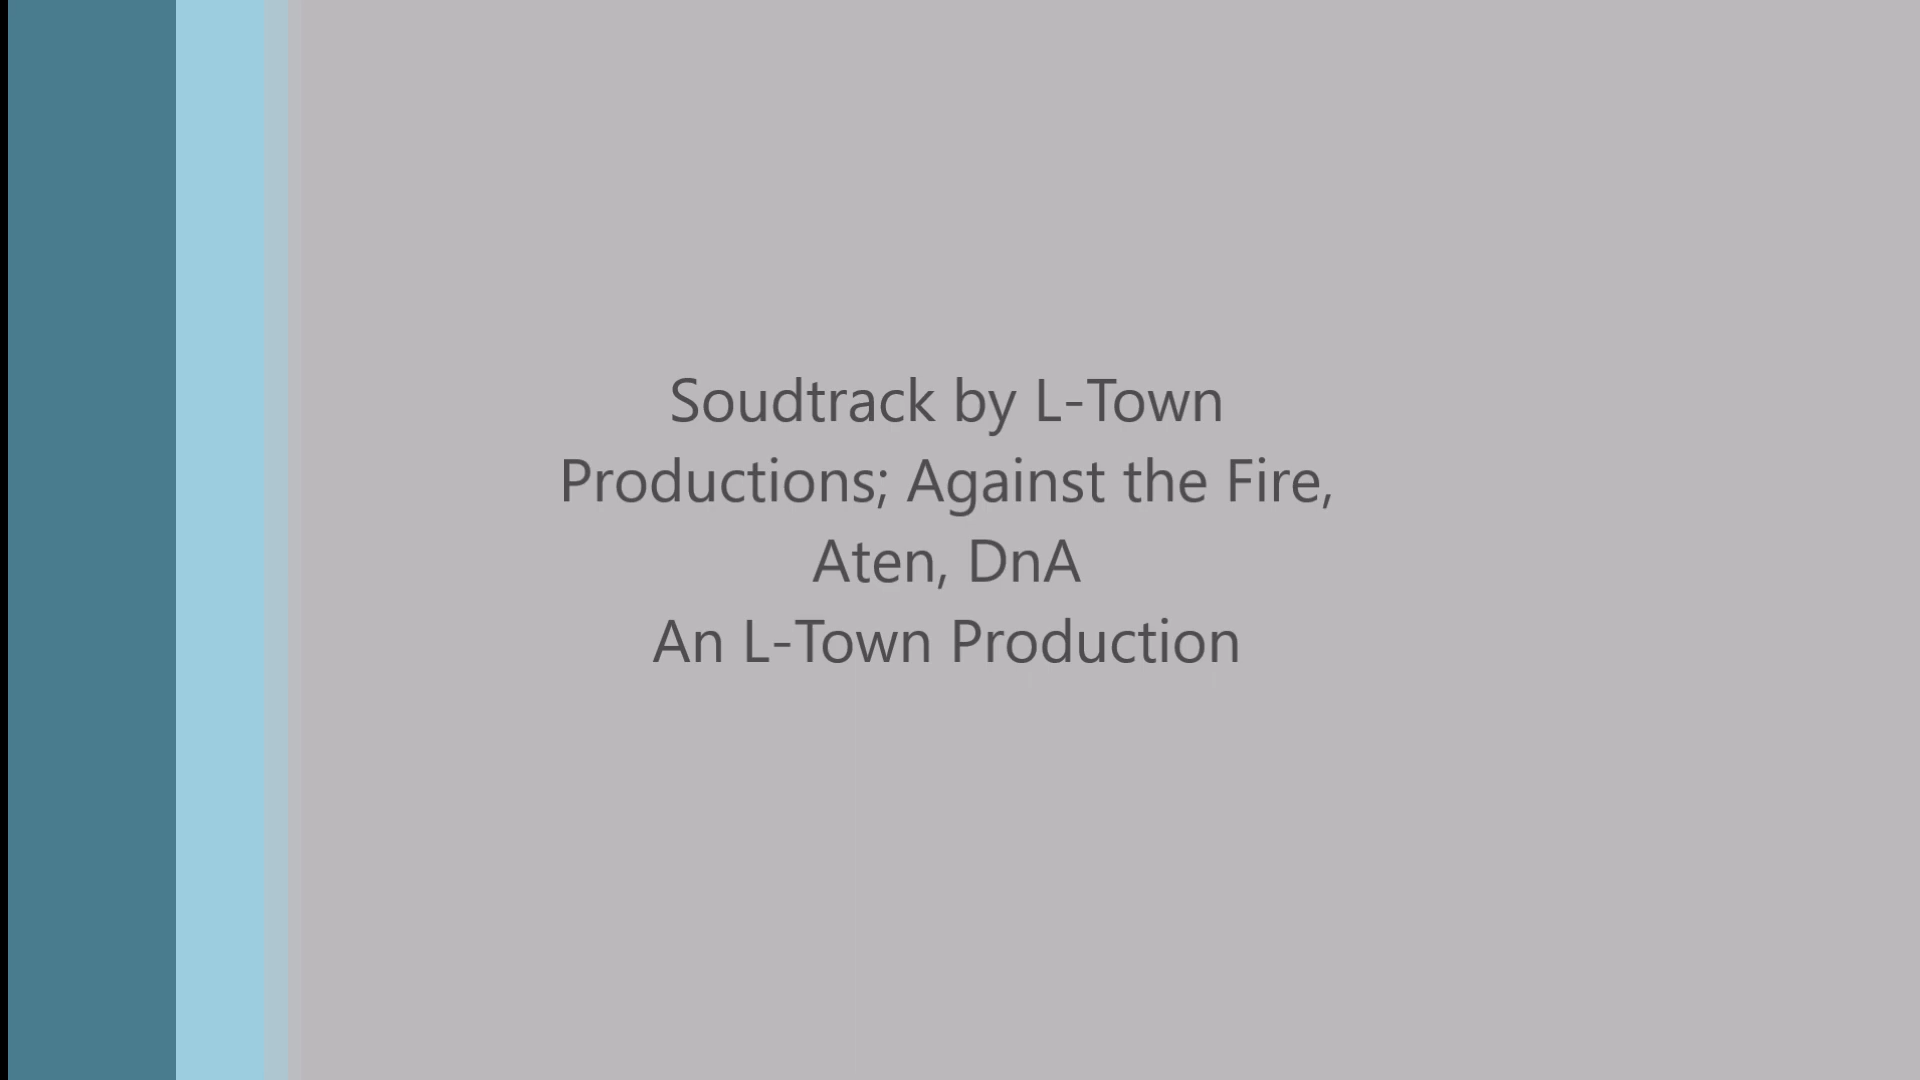 Soudtrack by L-Town
Productions; Against the Fire,
Aten, DnA
An L-Town Production